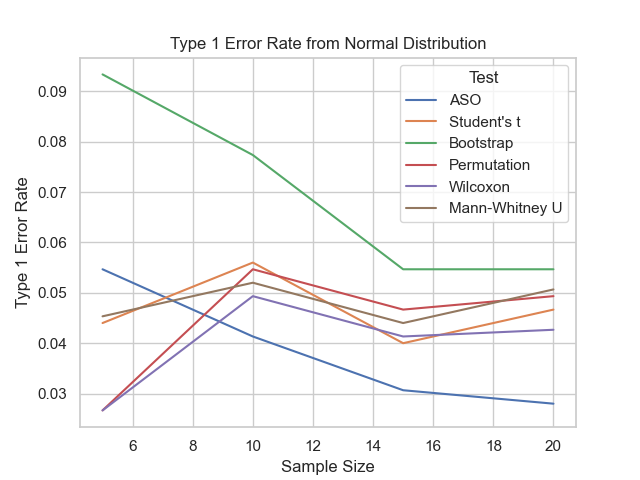 Type 1 Error Rate from Normal Distribution
Type 1 Error Rate
0.09
0.08
0.07
0.06
0.05
0.04
0.03
Test
ASO
Student's t
Bootstrap
Permutation
Wilcoxon
Mann-Whitney U
6 8 10 12 14 16 18 20
Sample Size